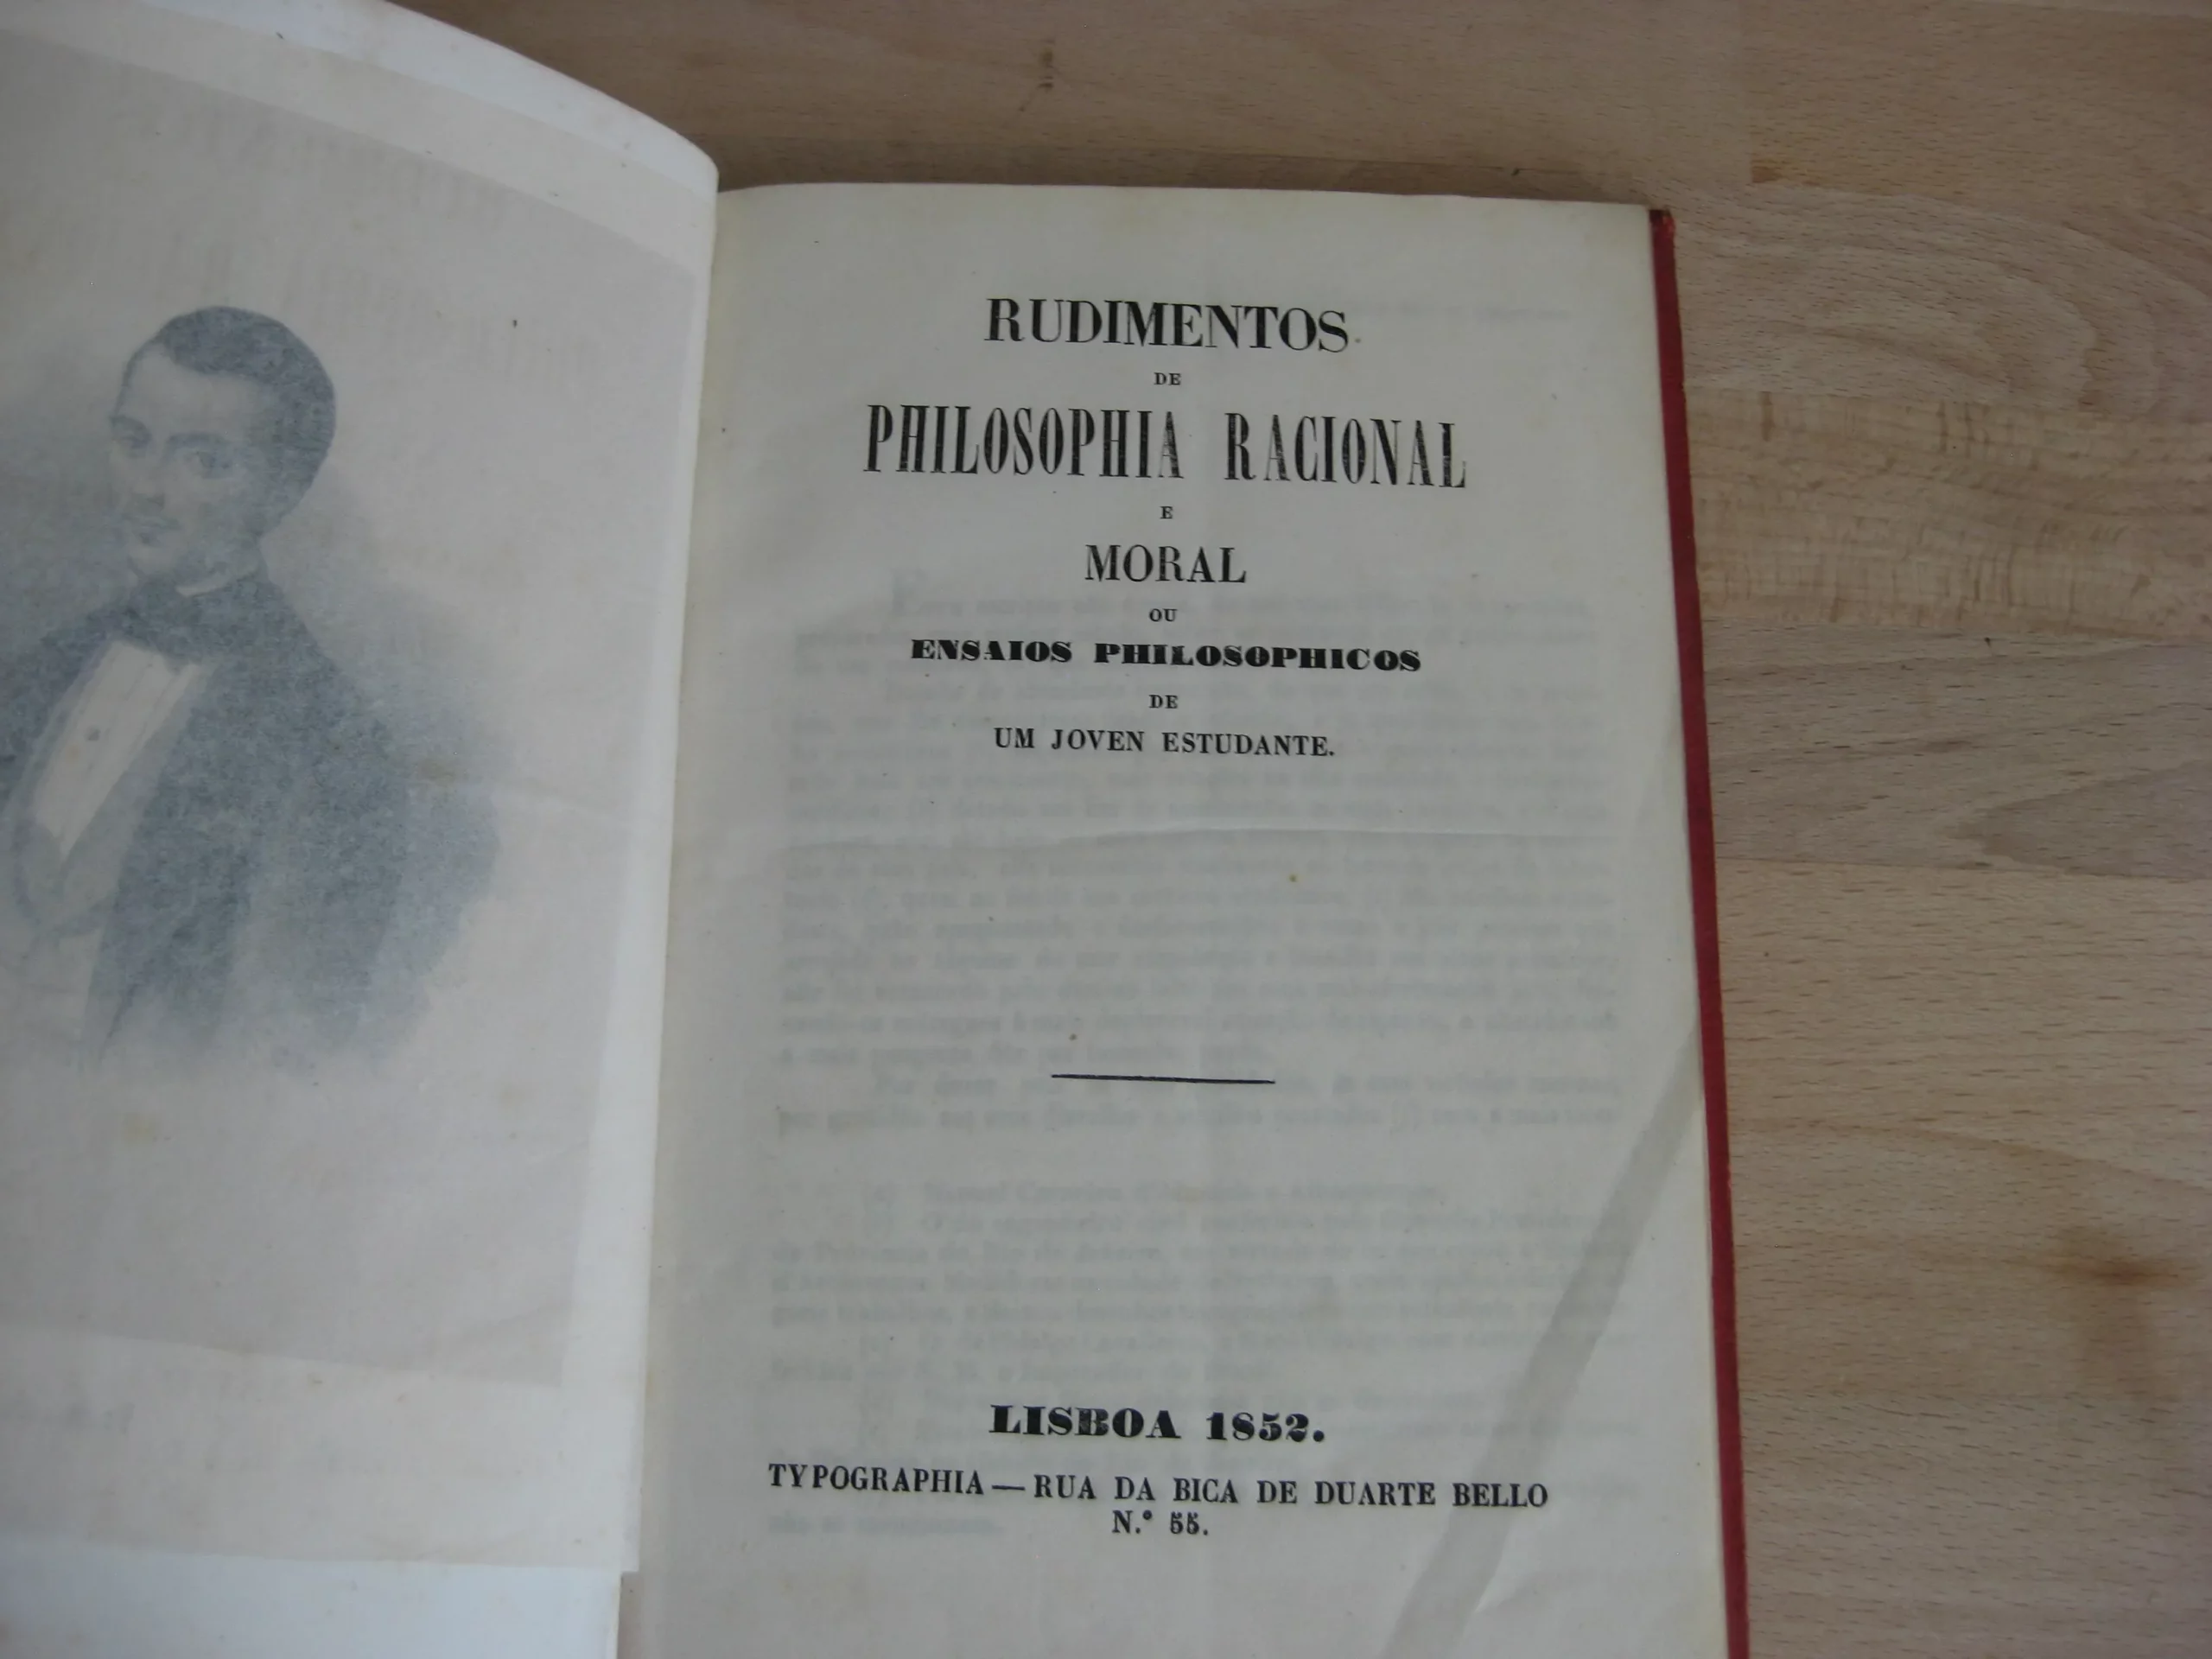 RUDIMENTOS
DE
PHILOSOPHIA RACIONAL
E
MORAL
OU
ENSAIOS PHILOSOPHICOS
DE
UM JOVEN ESTUDANTE.
LISBOA 1852.
TYPOGRAPHIA — RUA DA BICA DE DUARTE BELLO
N.º 55.